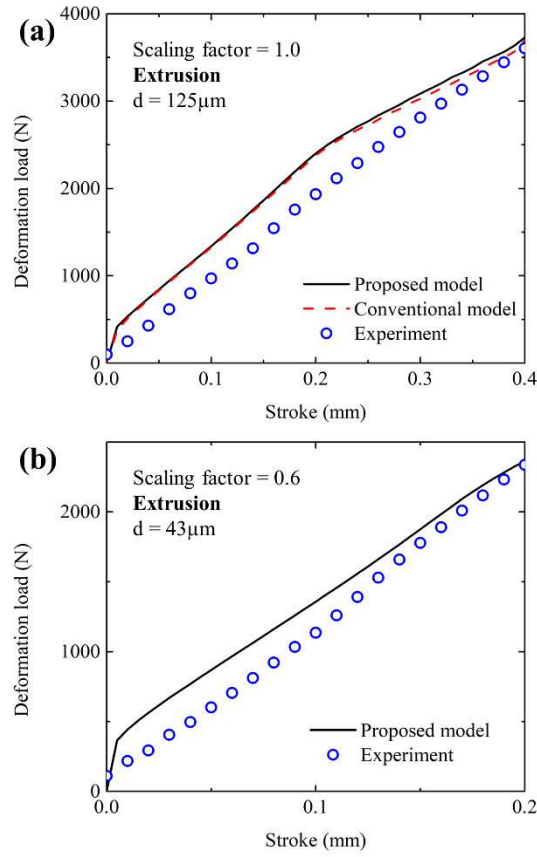 (a)
Scaling factor = 1.0
Extrusion
d = 125μm
4000
3000
2000
1000
0
Deformation load (N)
Proposed model
Conventional model
Experiment
0.0 0.1 0.2 0.3 0.4
Stroke (mm)
(b)
Scaling factor = 0.6
Extrusion
d = 43μm
2000
1000
0
Deformation load (N)
Proposed model
Experiment
0.0 0.1 0.2
Stroke (mm)